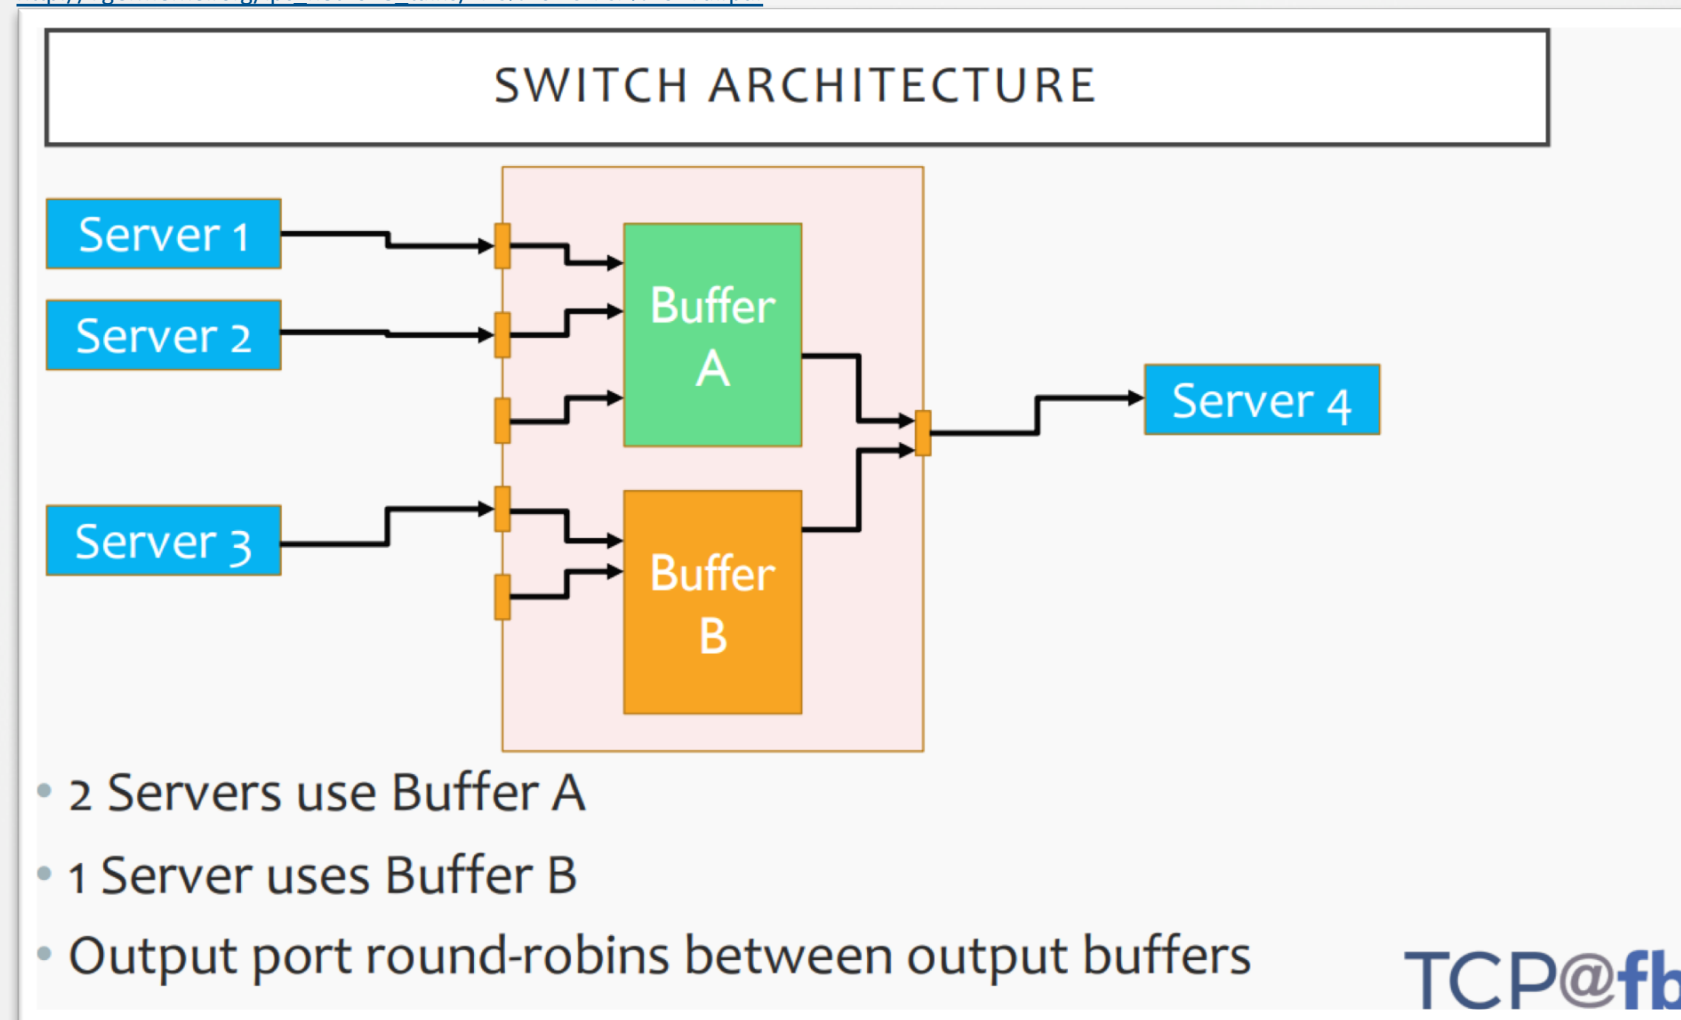 SWITCH ARCHITECTURE
Server 1
Server 2
Server 3
Buffer
A
Buffer
B
Server 4
• 2 Servers use Buffer A
• 1 Server uses Buffer B
• Output port round-robins between output buffers
TCP@fb